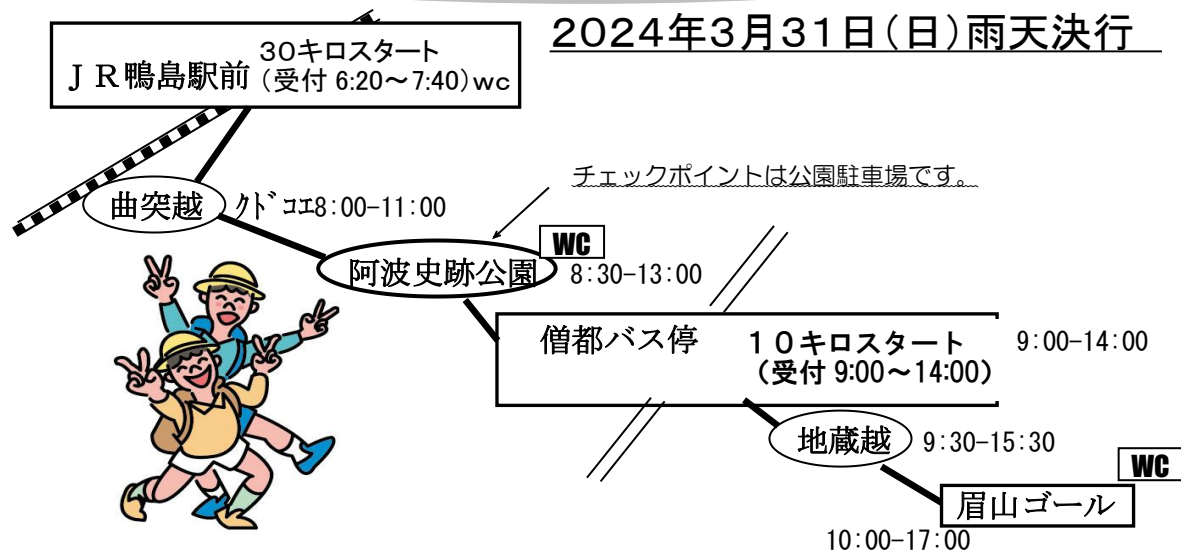 2024年3月31日(日)雨天決行
30キロスタート
JR鴨島駅前(受付 6:20~7:40)wc
チェックポイントは公園駐車場です。
曲突越 クドコエ8:00-11:00
WC
阿波史跡公園 8:30-13:00
僧都バス停 10キロスタート 9:00-14:00
(受付 9:00~14:00)
地蔵越 9:30-15:30
WC
眉山ゴール
10:00-17:00